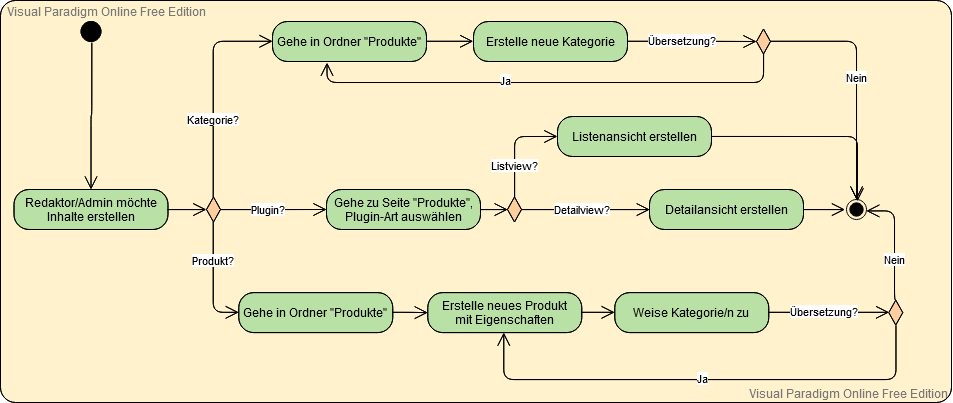 Visual Paradigm Online Free Edition
Gehe in Ordner "Produkte"
Erstelle neue Kategorie
Übersetzung?
Nein
Ja
Kategorie?
Listenansicht erstellen
Listview?
Redaktor/Admin möchte
Inhalte erstellen
Plugin?
Gehe zu Seite "Produkte",
Plugin-Art auswählen
Detailview?
Detailansicht erstellen
Produkt?
Nein
Gehe in Ordner "Produkte"
Erstelle neues Produkt
mit Eigenschaften
Weise Kategorie/n zu
Übersetzung?
Ja
Visual Paradigm Online Free Edition